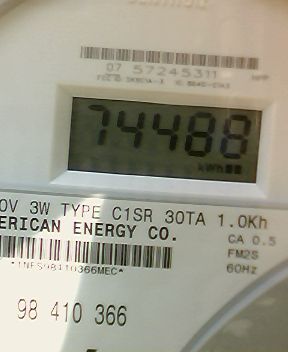 07 57245311
74488
kWh
0V 3W TYPE C1SR 30TA 1.0Kh
ERICAN ENERGY CO.
CA 0.5
FM2S
60Hz
*1NES98410366MEC*
98 410 366